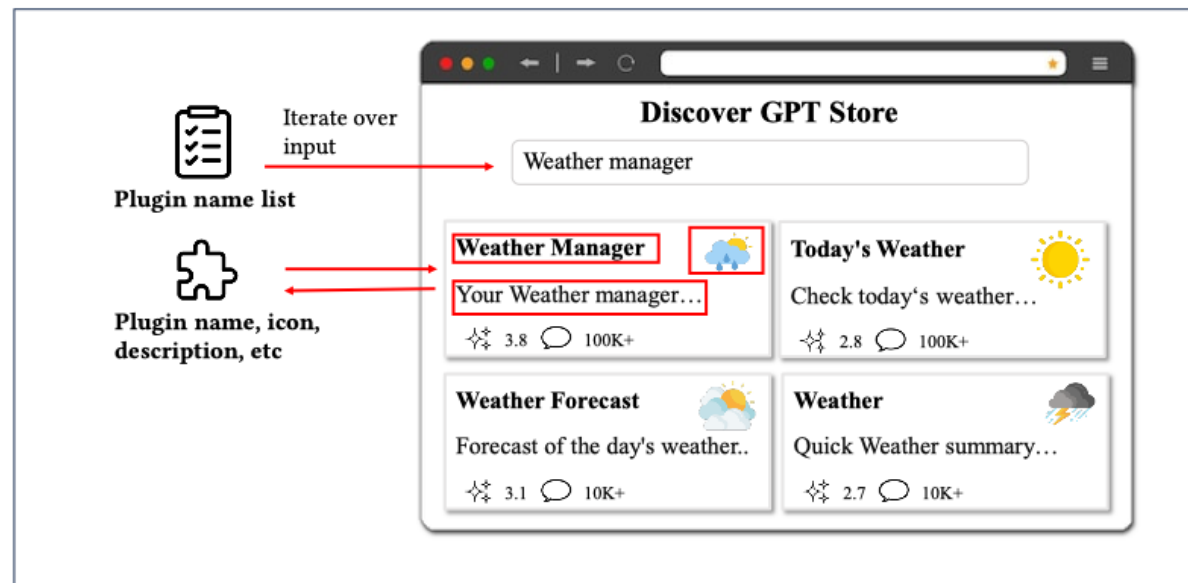 Discover GPT Store
Iterate over
input
Weather manager
Plugin name list
Weather Manager
Your Weather manager…
3.8 100K+
Today's Weather
Check today‘s weather…
2.8 100K+
Plugin name, icon,
description, etc
Weather Forecast
Forecast of the day's weather..
3.1 10K+
Weather
Quick Weather summary…
2.7 10K+